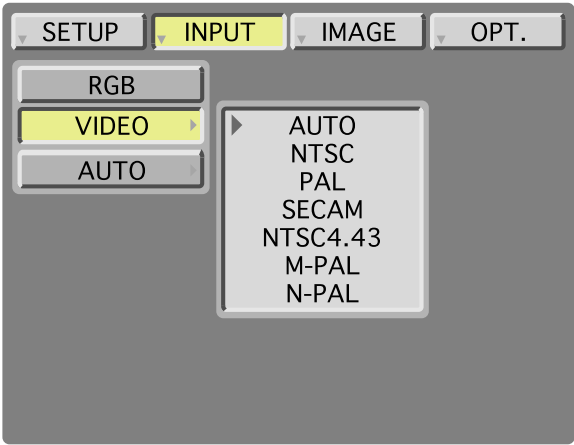 SETUP INPUT IMAGE OPT.
RGB
VIDEO
AUTO
AUTO
NTSC
PAL
SECAM
NTSC4.43
M-PAL
N-PAL